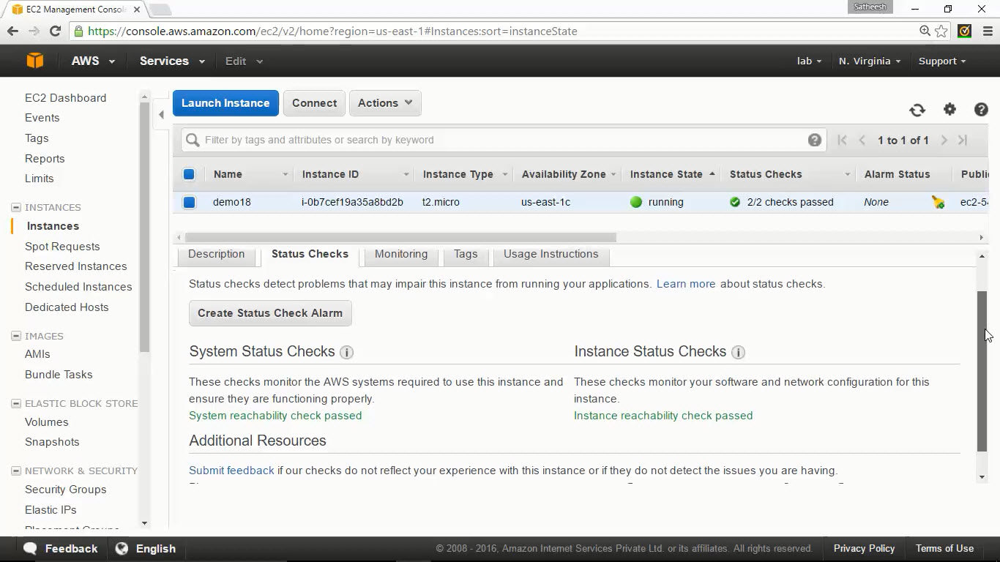 EC2 Management Consol
Satheesh
https://console.aws.amazon.com/ec2/v2/home?region=us-east-1#Instances:sort=instanceState
AWS Services Edit lab N. Virginia Support
EC2 Dashboard
Events
Tags
Reports
Limits
INSTANCES
Instances
Spot Requests
Reserved Instances
Scheduled Instances
Dedicated Hosts
IMAGES
AMIs
Bundle Tasks
ELASTIC BLOCK STORE
Volumes
Snapshots
NETWORK & SECURITY
Security Groups
Elastic IPs
Placement Groups
Launch Instance Connect Actions
Filter by tags and attributes or search by keyword 1 to 1 of 1
Name Instance ID Instance Type Availability Zone Instance State Status Checks Alarm Status Publi
demo18 i-0b7cef19a35a8bd2b t2.micro us-east-1c running 2/2 checks passed None ec2-54
Description Status Checks Monitoring Tags Usage Instructions
Status checks detect problems that may impair this instance from running your applications. Learn more about status checks.
Create Status Check Alarm
System Status Checks
These checks monitor the AWS systems required to use this instance and
ensure they are functioning properly.
System reachability check passed
Instance Status Checks
These checks monitor your software and network configuration for this
instance.
Instance reachability check passed
Additional Resources
Submit feedback if our checks do not reflect your experience with this instance or if they do not detect the issues you are having.
Feedback English © 2008 - 2016, Amazon Internet Services Private Ltd. or its affiliates. All rights reserved. Privacy Policy Terms of Use